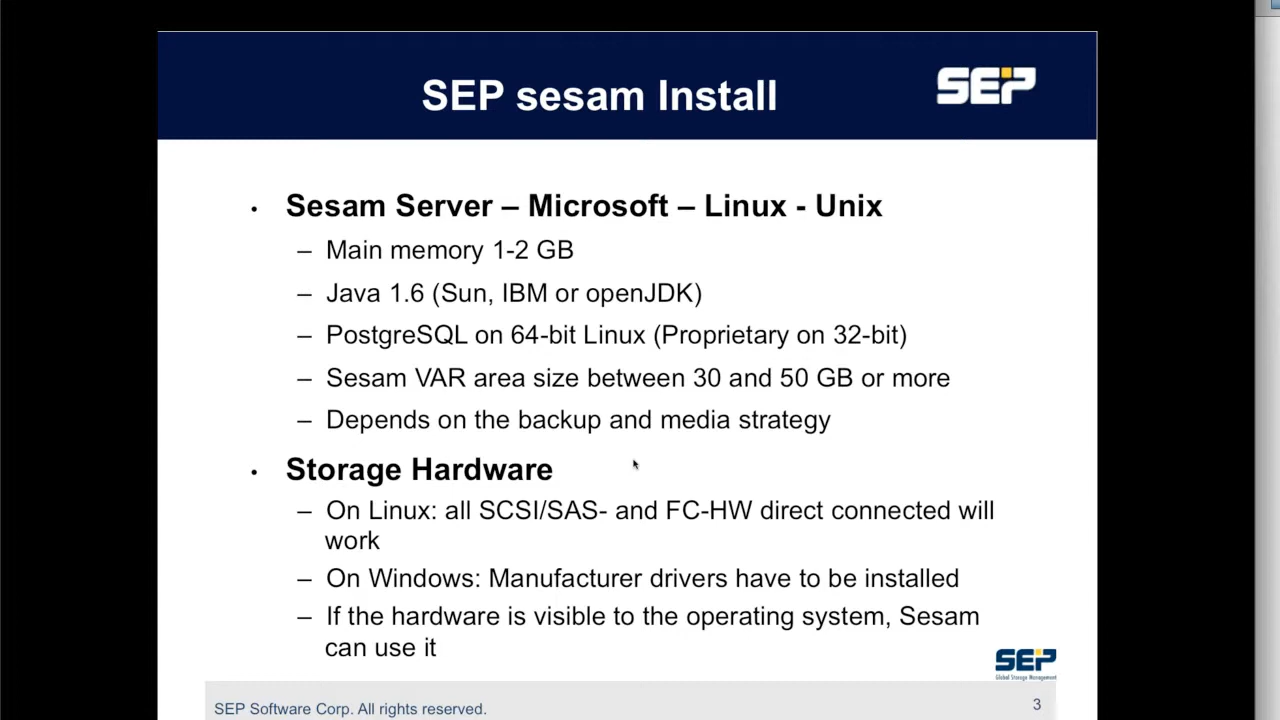 SEP sesam Install
SEP
• Sesam Server – Microsoft – Linux - Unix
– Main memory 1-2 GB
– Java 1.6 (Sun, IBM or openJDK)
– PostgreSQL on 64-bit Linux (Proprietary on 32-bit)
– Sesam VAR area size between 30 and 50 GB or more
– Depends on the backup and media strategy
• Storage Hardware
– On Linux: all SCSI/SAS- and FC-HW direct connected will
work
– On Windows: Manufacturer drivers have to be installed
– If the hardware is visible to the operating system, Sesam
can use it
SEP
Global Storage Management
SEP Software Corp. All rights reserved.
3